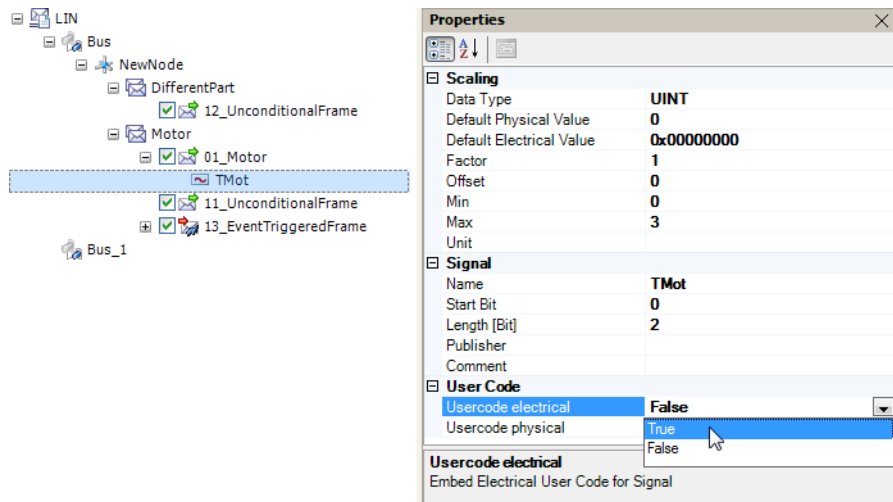 LIN
Bus
NewNode
DifferentPart
12_UnconditionalFrame
Motor
01_Motor
TMot
11_UnconditionalFrame
13_EventTriggeredFrame
Bus_1
Properties
Scaling
Data Type UINT
Default Physical Value 0
Default Electrical Value 0x00000000
Factor 1
Offset 0
Min 0
Max 3
Unit
Signal
Name TMot
Start Bit 0
Length [Bit] 2
Publisher
Comment
User Code
Usercode electrical False
Usercode physical
True
False
Usercode electrical
Embed Electrical User Code for Signal